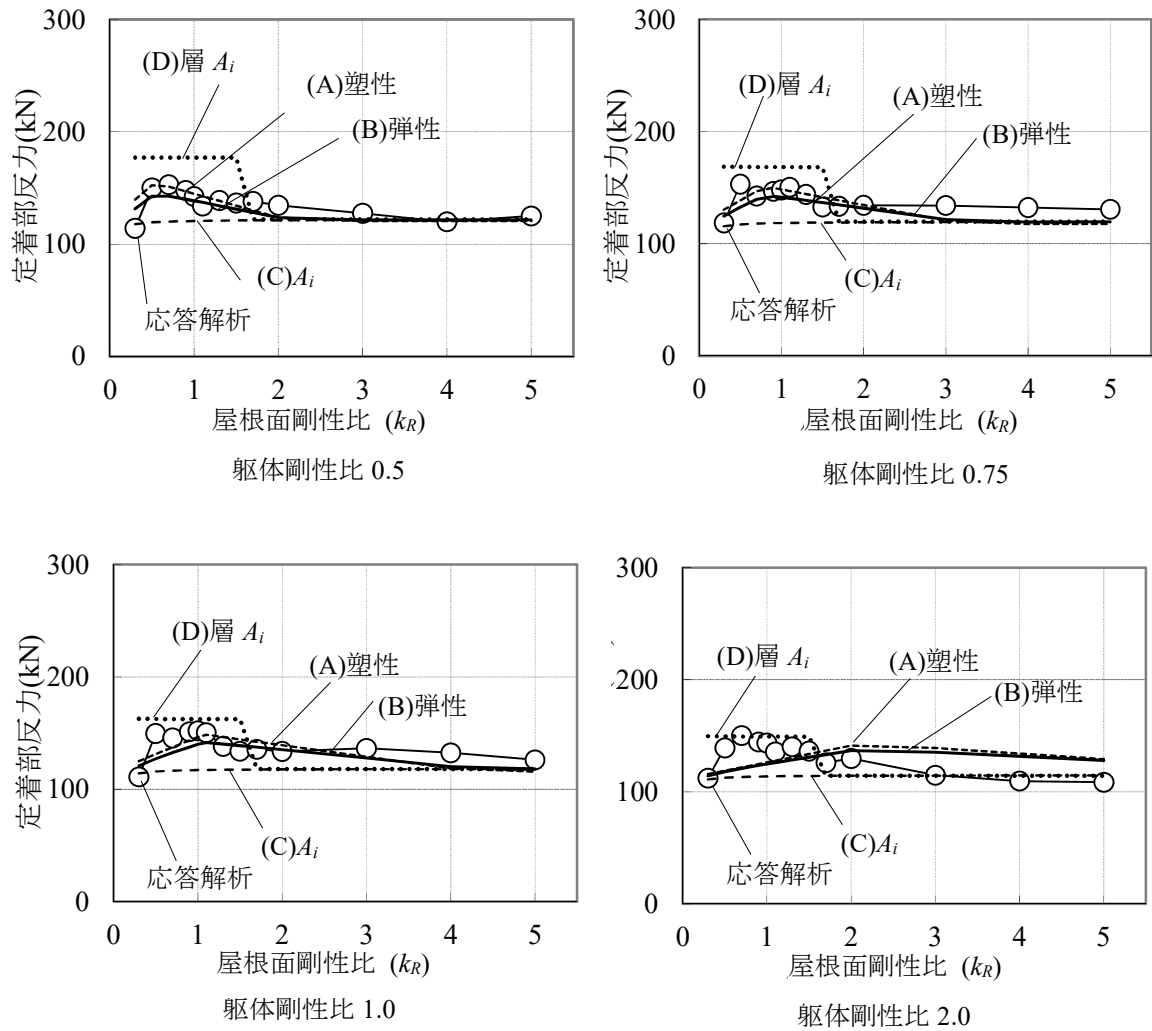 300
200
100
0
定着部反力(kN)
(D)層 Ai
(A)塑性
(B)弾性
(C)Ai
応答解析
0 1 2 3 4 5
屋根面剛性比 (kR)
躯体剛性比 0.5
300
200
100
0
定着部反力(kN)
(D)層 Ai
(A)塑性
(B)弾性
(C)Ai
応答解析
0 1 2 3 4 5
屋根面剛性比 (kR)
躯体剛性比 0.75
300
200
100
0
定着部反力(kN)
(D)層 Ai
(A)塑性
(B)弾性
(C)Ai
応答解析
0 1 2 3 4 5
屋根面剛性比 (kR)
躯体剛性比 1.0
300
200
100
0
(D)層 Ai
(A)塑性
(B)弾性
(C)Ai
応答解析
0 1 2 3 4 5
屋根面剛性比 (kR)
躯体剛性比 2.0